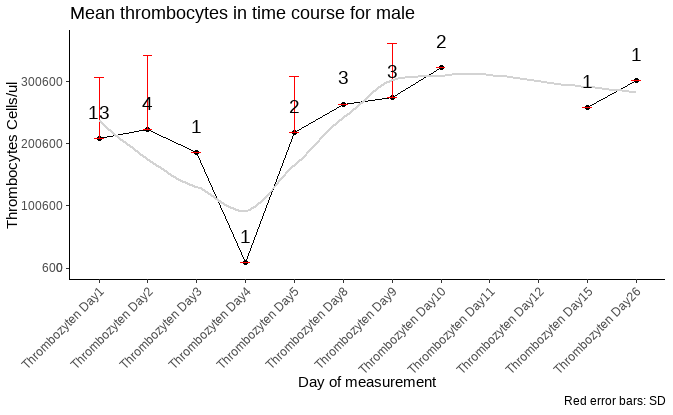 Mean thrombocytes in time course for male
Thrombocytes Cells/ul
300600
200600
100600
600
13
4
1
1
2
3
3
2
1
1
Thrombozyten Day1
Thrombozyten Day2
Thrombozyten Day3
Thrombozyten Day4
Thrombozyten Day5
Thrombozyten Day8
Thrombozyten Day9
Thrombozyten Day10
Thrombozyten Day11
Thrombozyten Day12
Thrombozyten Day15
Thrombozyten Day26
Day of measurement
Red error bars: SD